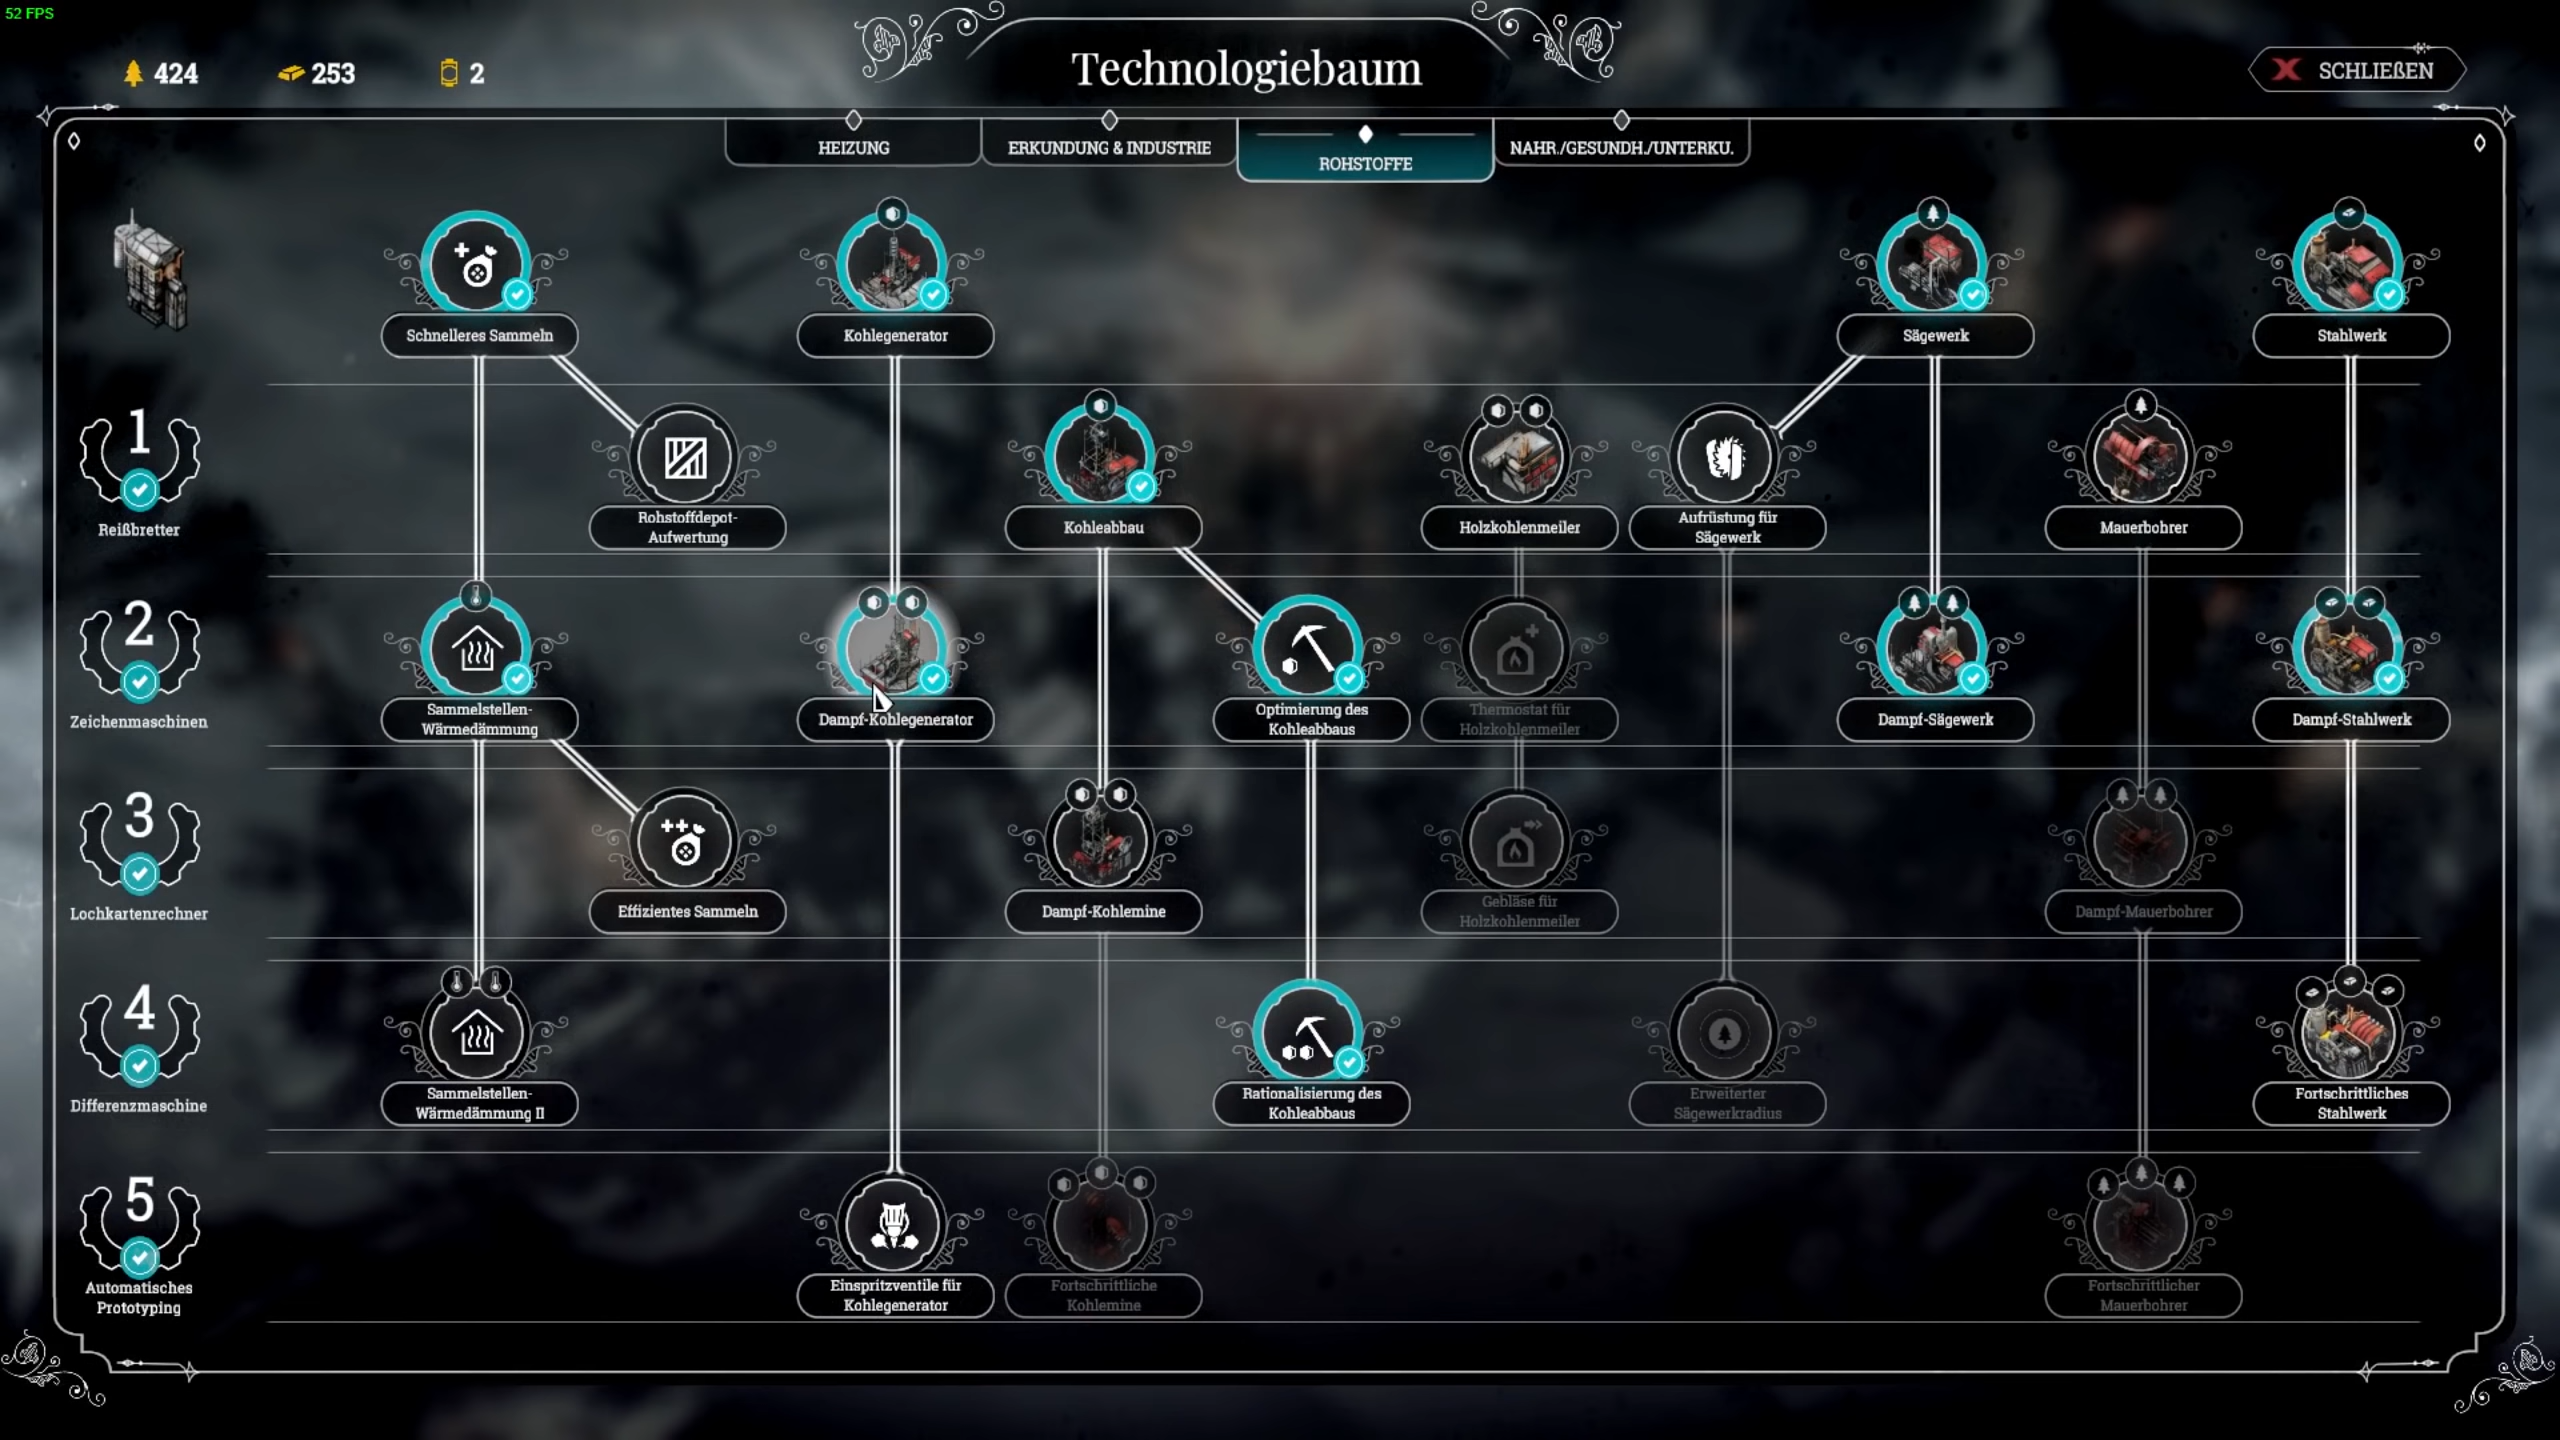 52 FPS
424 253 2
Technologiebaum
SCHLIEẞEN
HEIZUNG
ERKUNDUNG & INDUSTRIE
ROHSTOFFE
NAHR./GESUNDH./UNTERKU.
Schnelleres Sammeln
Kohlegenerator
Sägewerk
Stahlwerk
1
Reißbretter
Rohstoffdepot-
Aufwertung
Kohleabbau
Holzkohlenmeiler
Aufrüstung für
Sägewerk
Mauerbohrer
2
Zeichenmaschinen
Sammelstellen-
Wärmedämmung
Dampf-Kohlegenerator
Optimierung des
Kohleabbaus
Thermostat für
Holzkohlenmeiler
Dampf-Sägewerk
Dampf-Stahlwerk
3
Lochkartenrechner
Effizientes Sammeln
Dampf-Kohlemine
Gebläse für
Holzkohlenmeiler
Dampf-Mauerbohrer
4
Differenzmaschine
Sammelstellen-
Wärmedämmung II
Rationalisierung des
Kohleabbaus
Erweiterter
Sägewerkradius
Fortschrittliches
Stahlwerk
5
Automatisches
Prototyping
Einspritzventile für
Kohlegenerator
Fortschrittliche
Kohlemine
Fortschrittlicher
Mauerbohrer